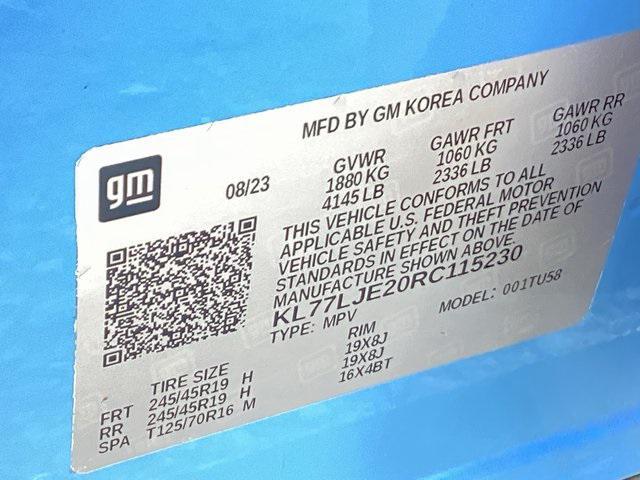 MFD BY GM KOREA COMPANY
gm
08/23
GVWR
1880 KG
4145 LB
GAWR FRT
1060 KG
2336 LB
GAWR RR
1060 KG
2336 LB
THIS VEHICLE CONFORMS TO ALL
APPLICABLE U.S. FEDERAL MOTOR
VEHICLE SAFETY AND THEFT PREVENTION
STANDARDS IN EFFECT ON THE DATE OF
MANUFACTURE SHOWN ABOVE.
KL77LJE20RC115230
TYPE: MPV
MODEL: 001TU58
TIRE SIZE RIM
FRT 245/45R19 H 19X8J
RR 245/45R19 H 19X8J
SPA T125/70R16 M 16X4BT